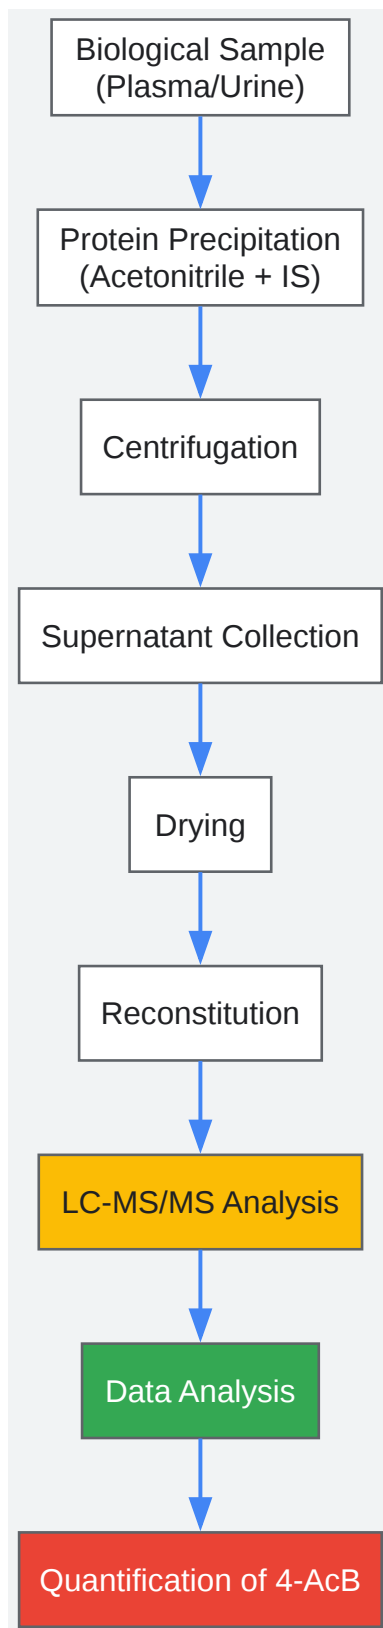 Biological Sample
(Plasma/Urine)
Protein Precipitation
(Acetonitrile + IS)
Centrifugation
Supernatant Collection
Drying
Reconstitution
LC-MS/MS Analysis
Data Analysis
Quantification of 4-AcB